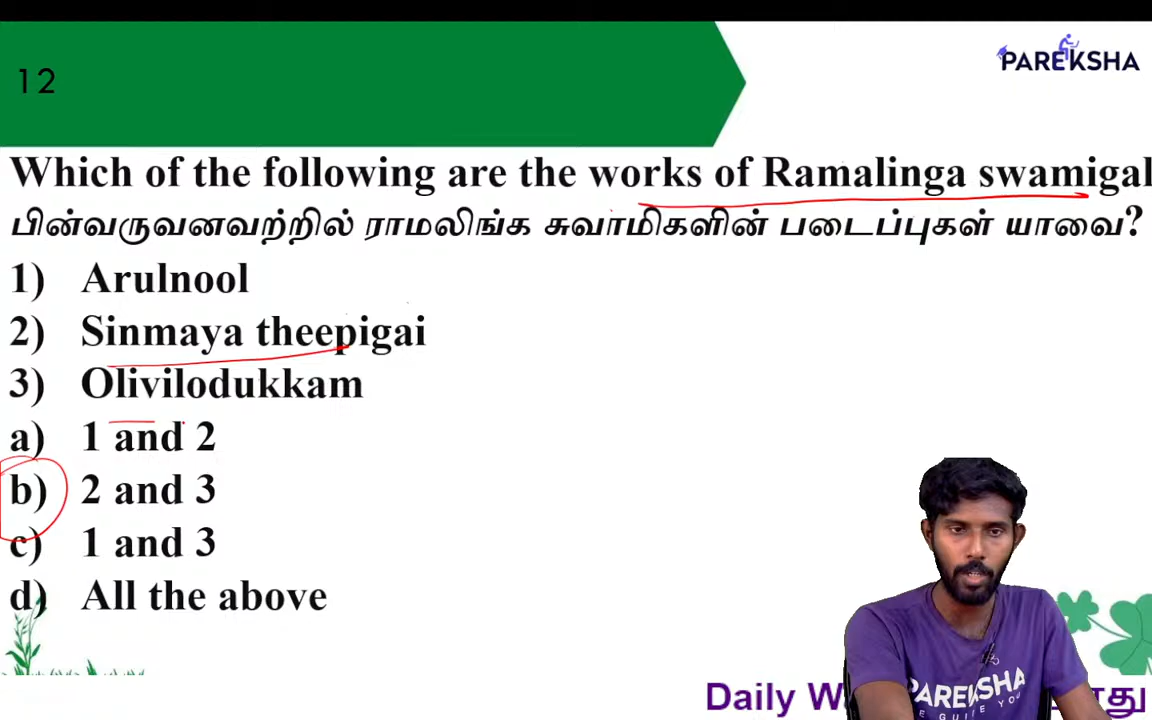 12
PAREKSHA
Which of the following are the works of Ramalinga swamigal
பின்வருவனவற்றில் ராமலிங்க சுவாமிகளின் படைப்புகள் யாவை?
1) Arulnool
2) Sinmaya theepigai
3) Olivilodukkam
a) 1 and 2
b) 2 and 3
c) 1 and 3
d) All the above
PAREKSHA
GUIDE YOU
Daily